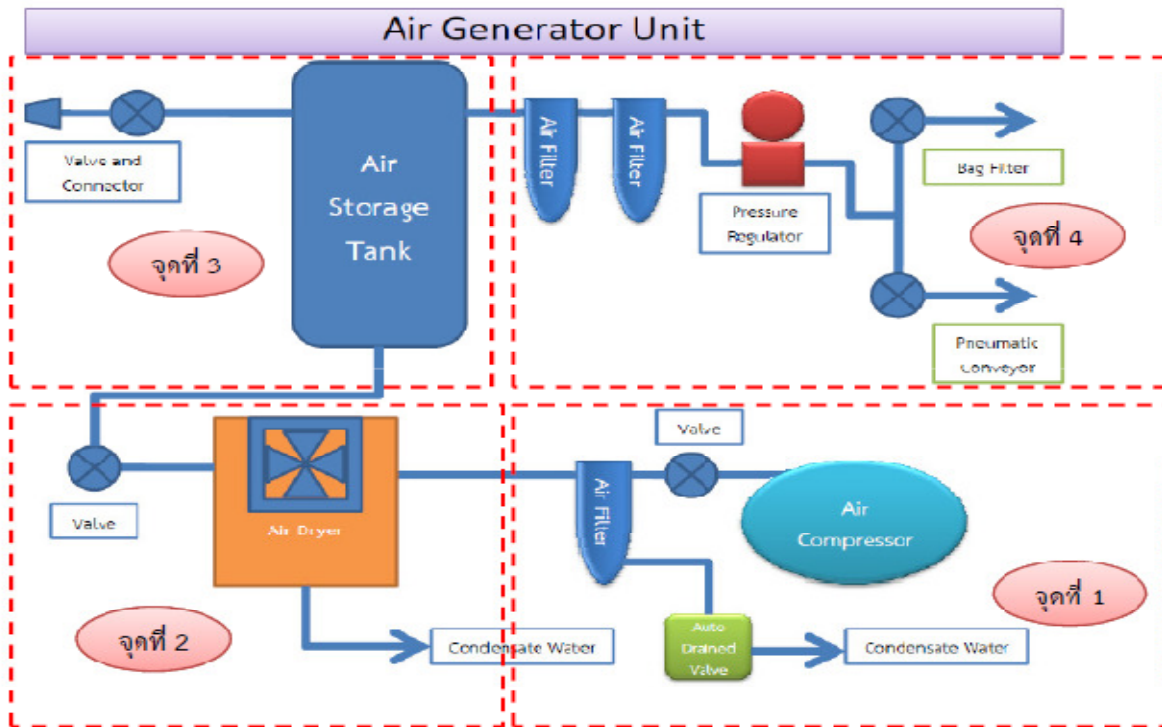 Air Generator Unit
Valve and
Connector
จุดที่ 3
Air
Storage
Tank
Air Filter
Air Filter
Pressure
Regulator
Bag Filter
จุดที่ 4
Pneumatic
Conveyor
Valve
Air Dryer
จุดที่ 2
Condensate Water
Valve
Air Filter
Air
Compressor
จุดที่ 1
Auto
Drained
Valve
Condensate Water